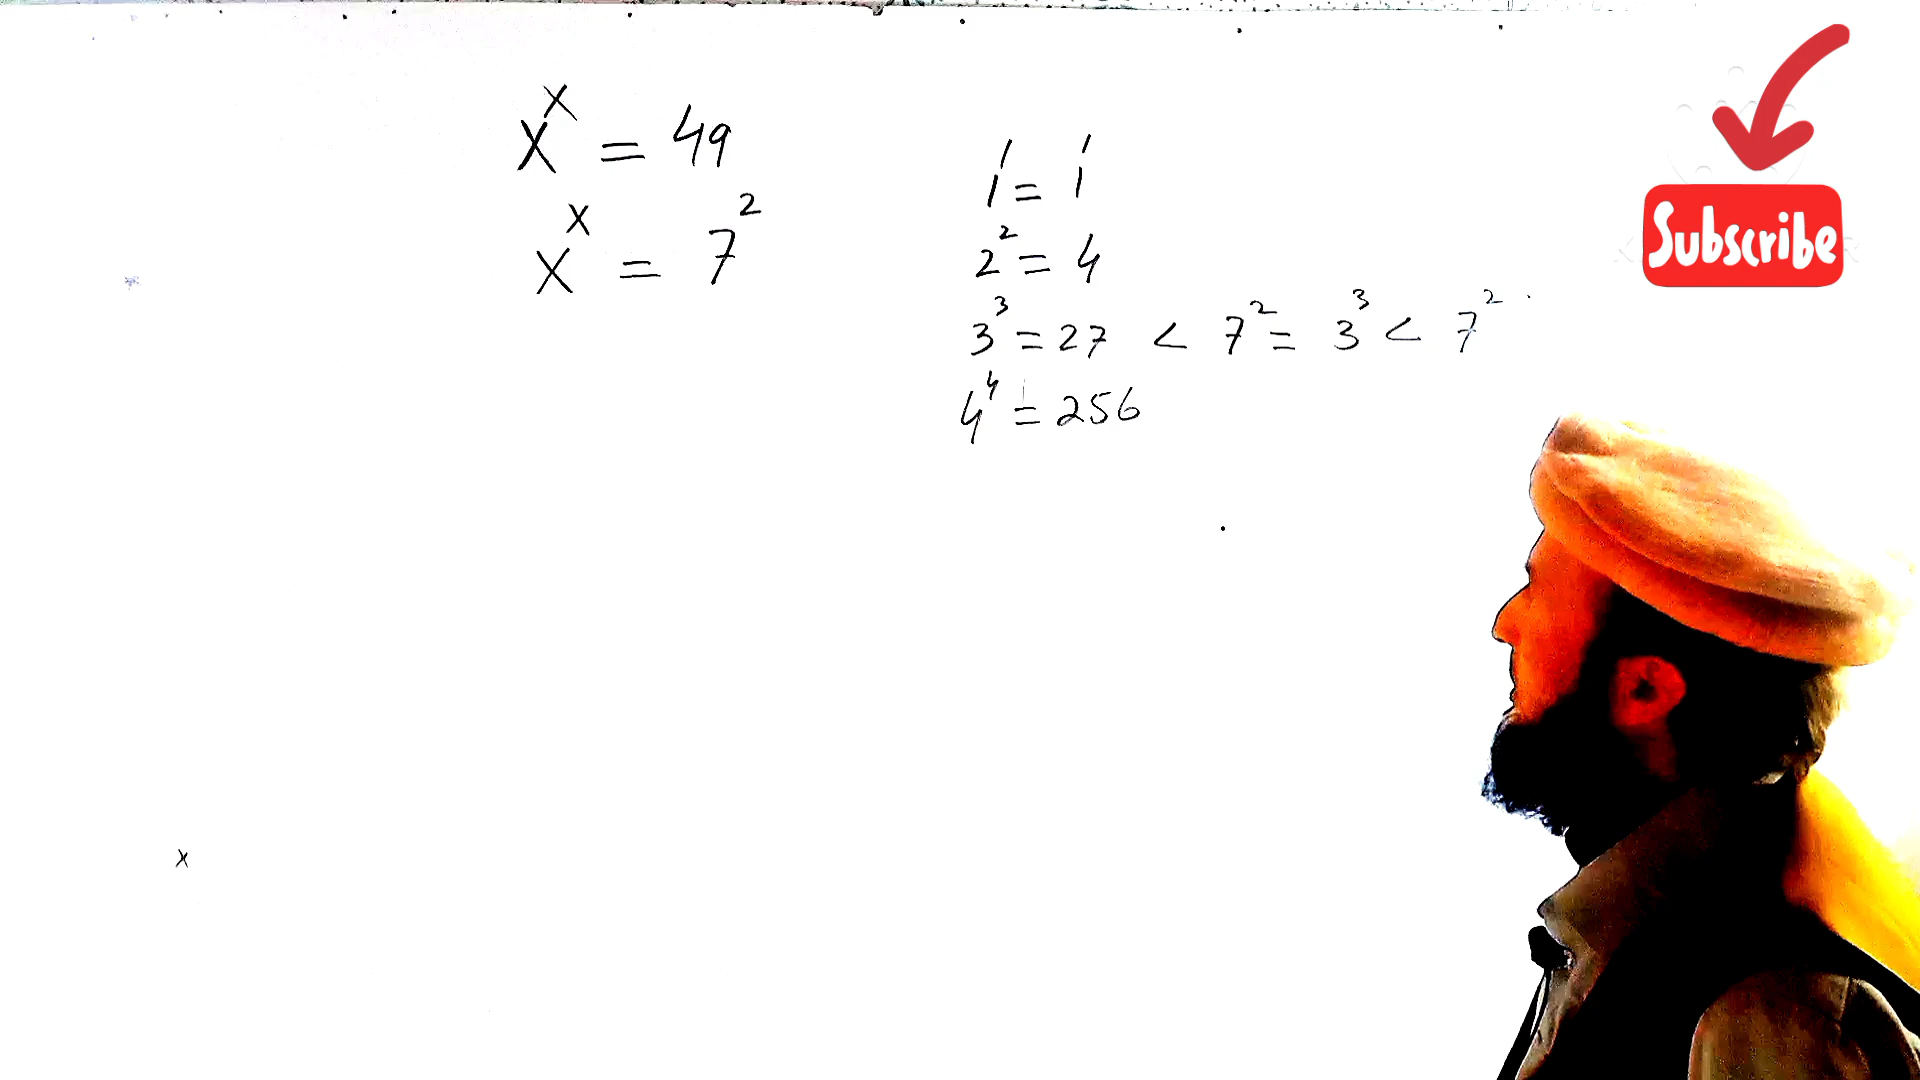 x^x = 49
x^x = 7^2
1^1 = 1^1
2^2 = 4
3^3 = 27 < 7^2 = 3^3 < 7^2
4^4 = 256
x
Subscribe